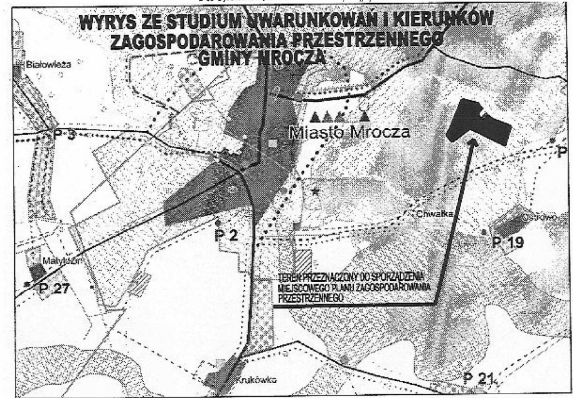 WYRYS ZE STUDIUM UWARUNKOWAŃ I KIERUNKÓW
ZAGOSPODAROWANIA PRZESTRZENNEGO
GMINY MROCZA
Białowieża
P 3
Miasto Mrocza
P
Chwałka
Ostrowo
P 2
P 19
Matyldzin
P 27
TEREN PRZEZNACZONY DO SPORZĄDZENIA
MIEJSCOWEGO PLANU ZAGOSPODAROWANIA
PRZESTRZENNEGO
Krukówko
P 21